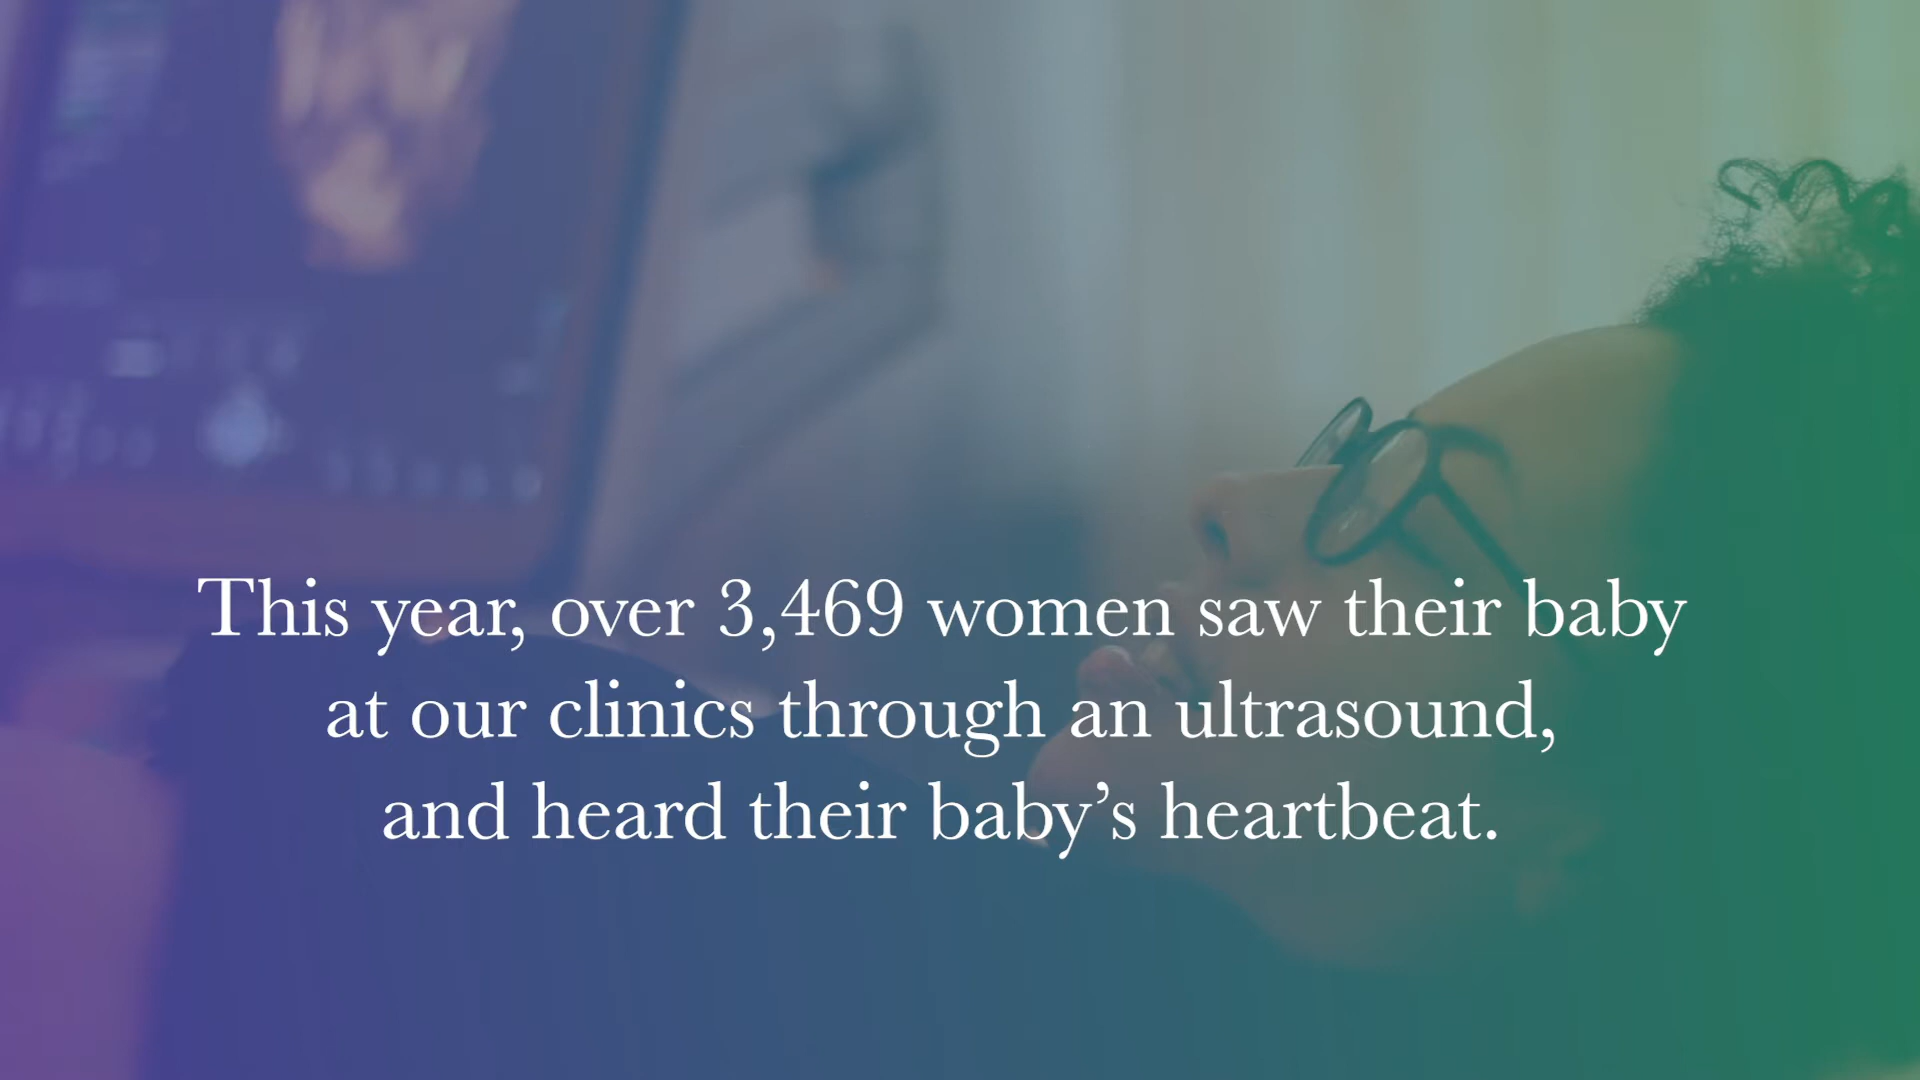 This year, over 3,469 women saw their baby
at our clinics through an ultrasound,
and heard their baby’s heartbeat.